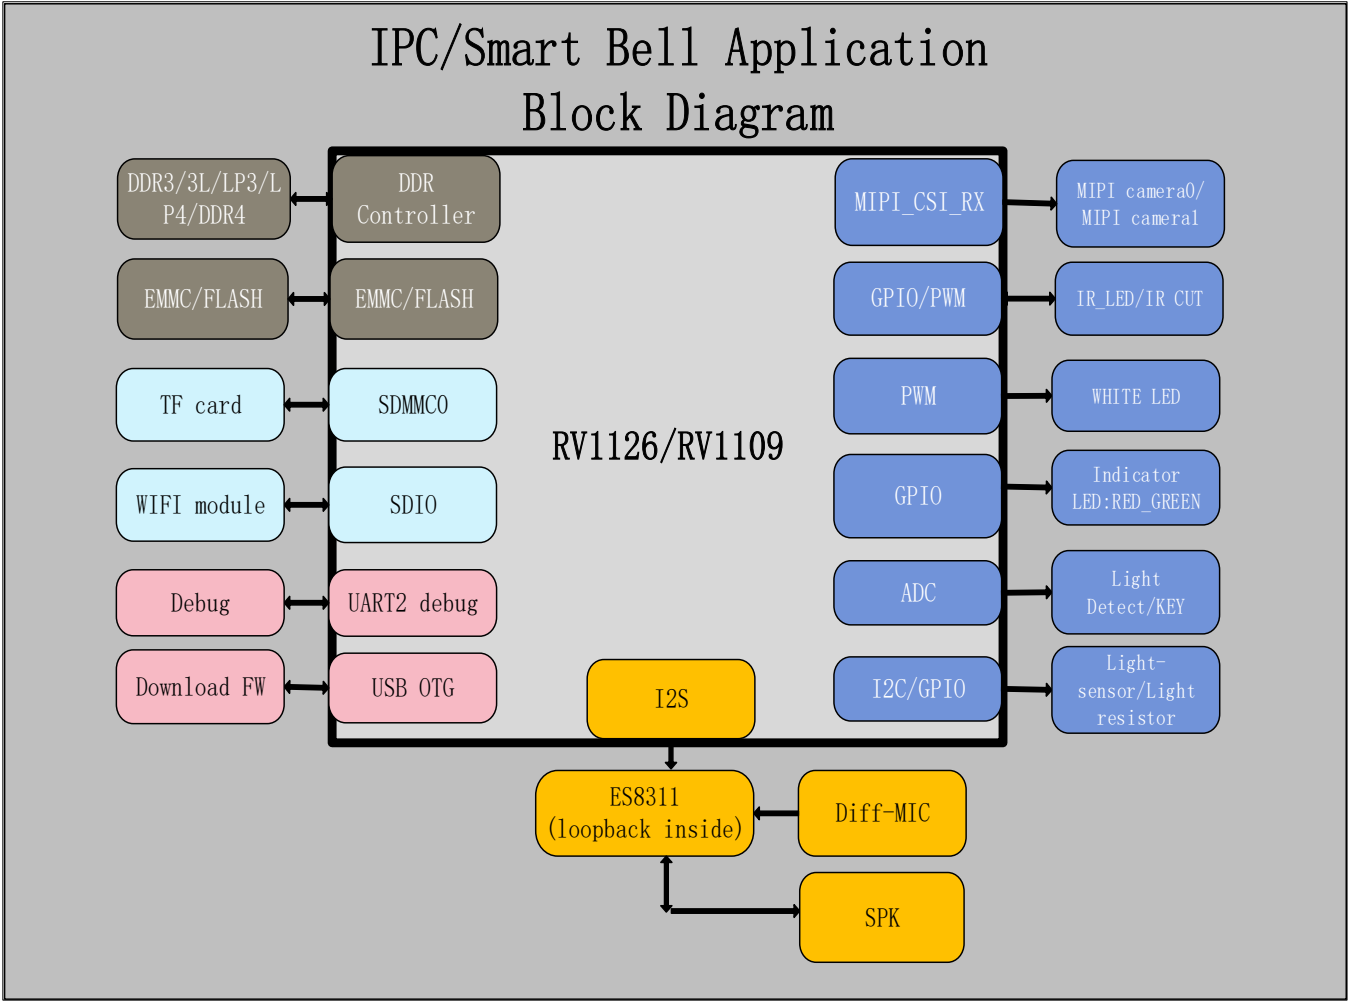 IPC/Smart Bell Application
Block Diagram
DDR3/3L/LP3/L
P4/DDR4
DDR
Controller
MIPI_CSI_RX
MIPI camera0/
MIPI camera1
EMMC/FLASH
EMMC/FLASH
GPIO/PWM
IR_LED/IR CUT
TF card
SDMMC0
PWM
WHITE LED
RV1126/RV1109
WIFI module
SDIO
GPIO
Indicator
LED:RED_GREEN
Debug
UART2 debug
ADC
Light
Detect/KEY
Download FW
USB OTG
I2S
I2C/GPIO
Light-
sensor/Light
resistor
ES8311
(loopback inside)
Diff-MIC
SPK